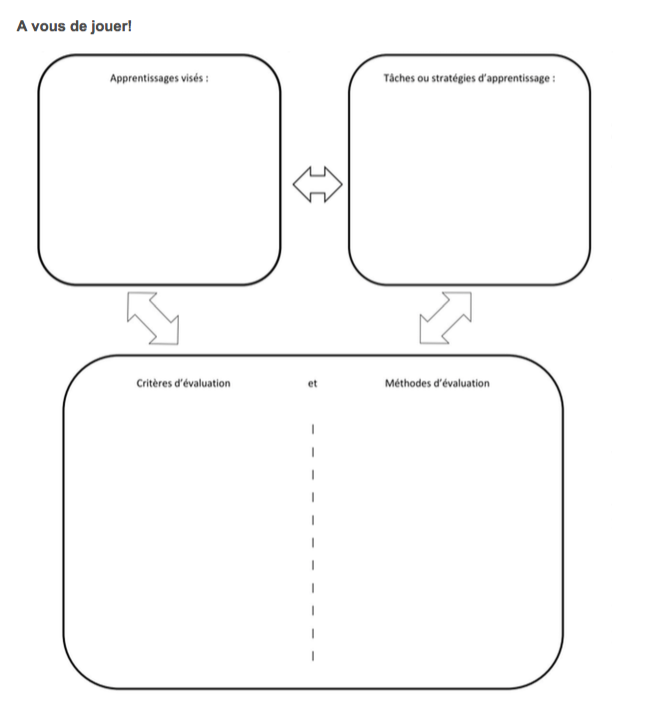 A vous de jouer!
Apprentissages visés :
Tâches ou stratégies d'apprentissage :
Critères d'évaluation et Méthodes d'évaluation